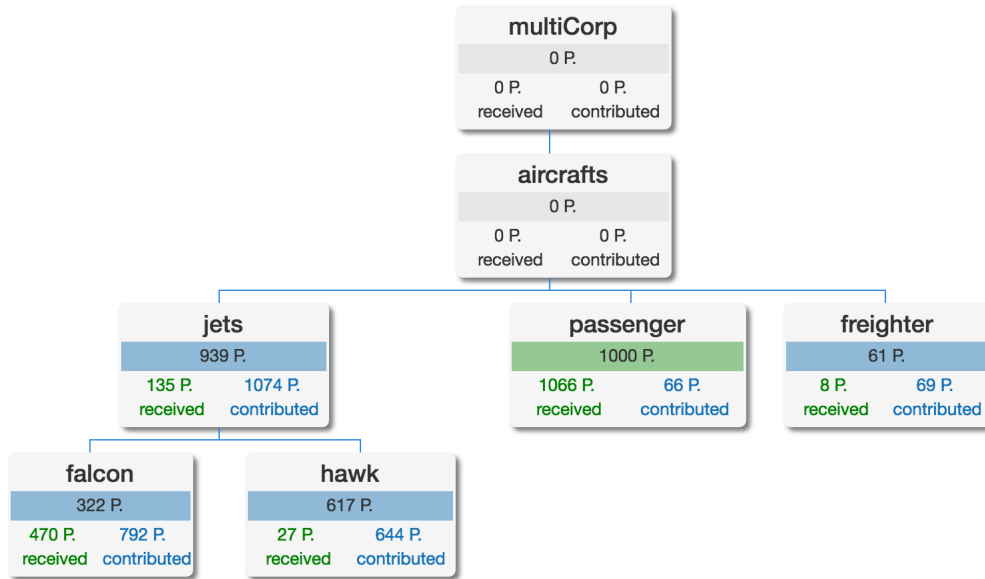 multiCorp
0 P.
0 P. 0 P.
received contributed
aircrafts
0 P.
0 P. 0 P.
received contributed
jets
939 P.
135 P. 1074 P.
received contributed
passenger
1000 P.
1066 P. 66 P.
received contributed
freighter
61 P.
8 P. 69 P.
received contributed
falcon
322 P.
470 P. 792 P.
received contributed
hawk
617 P.
27 P. 644 P.
received contributed